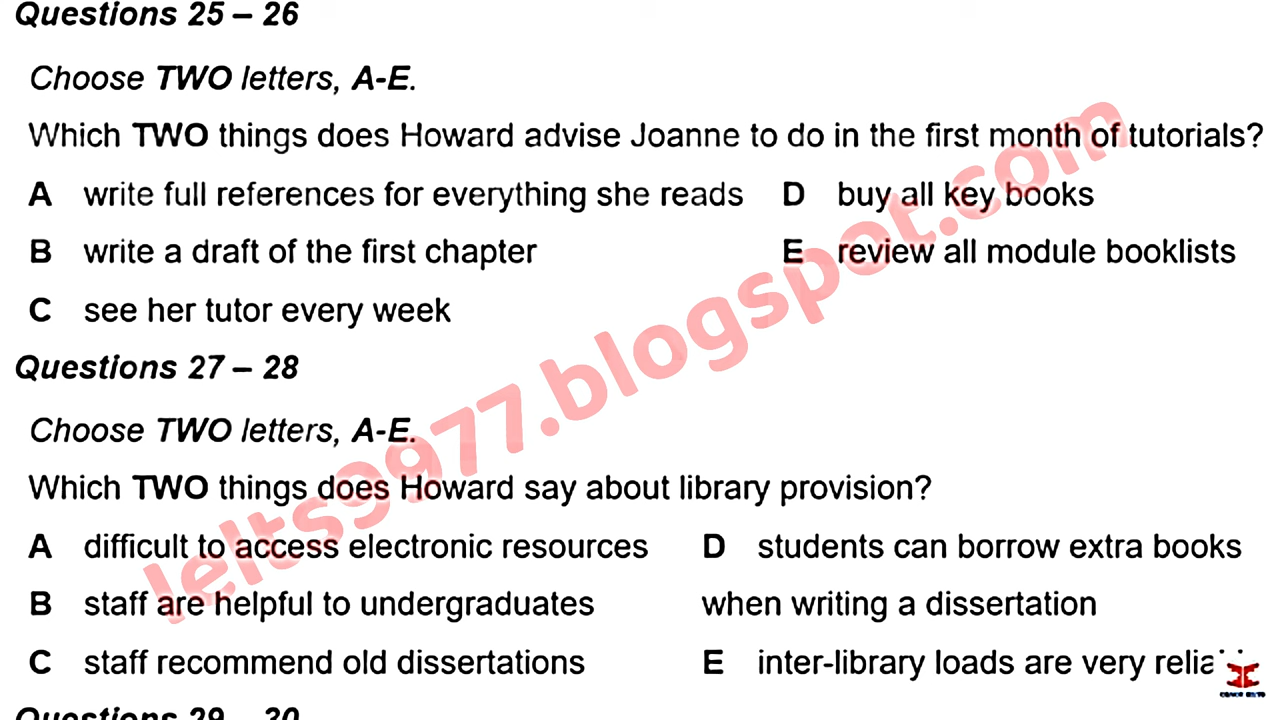 Questions 25 – 26
Choose TWO letters, A-E.
Which TWO things does Howard advise Joanne to do in the first month of tutorials?
A write full references for everything she reads D buy all key books
B write a draft of the first chapter E review all module booklists
C see her tutor every week
Questions 27 – 28
Choose TWO letters, A-E.
Which TWO things does Howard say about library provision?
A difficult to access electronic resources D students can borrow extra books
B staff are helpful to undergraduates when writing a dissertation
C staff recommend old dissertations E inter-library loads are very
Questions 29 – 30
Ielts9977.blogspot.com